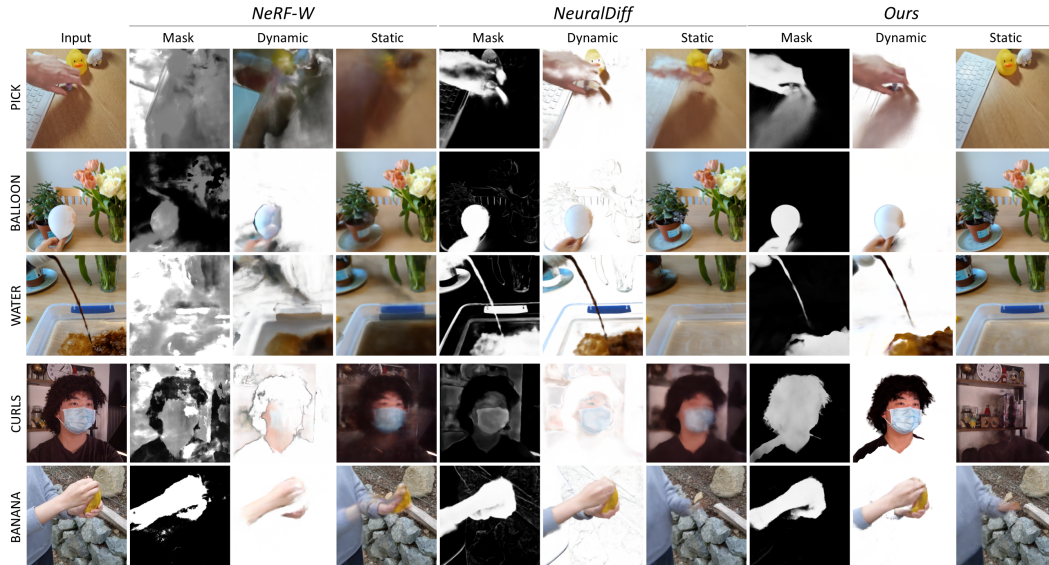 NeRF-W NeuralDiff Ours
Input Mask Dynamic Static Mask Dynamic Static Mask Dynamic Static
PICK
BALLOON
WATER
CURLS
BANANA